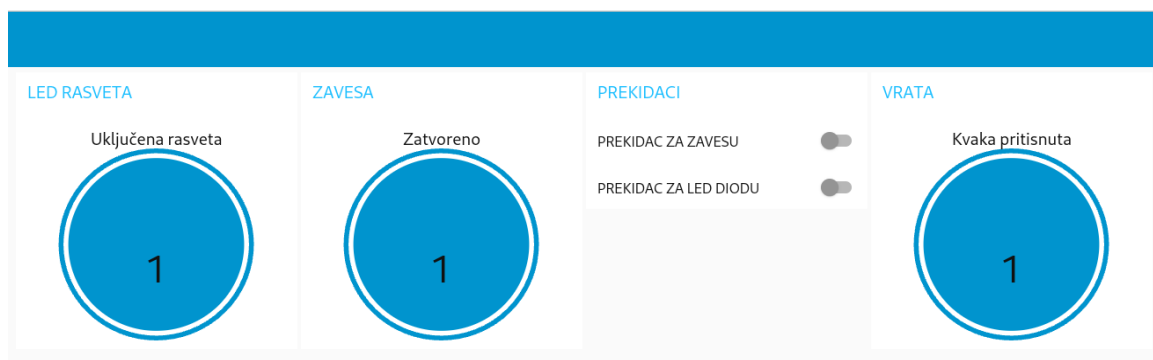 LED RASVETA
Uključena rasveta
1
ZAVESA
Zatvoreno
1
PREKIDACI
PREKIDAC ZA ZAVESU
PREKIDAC ZA LED DIODU
VRATA
Kvaka pritisnuta
1